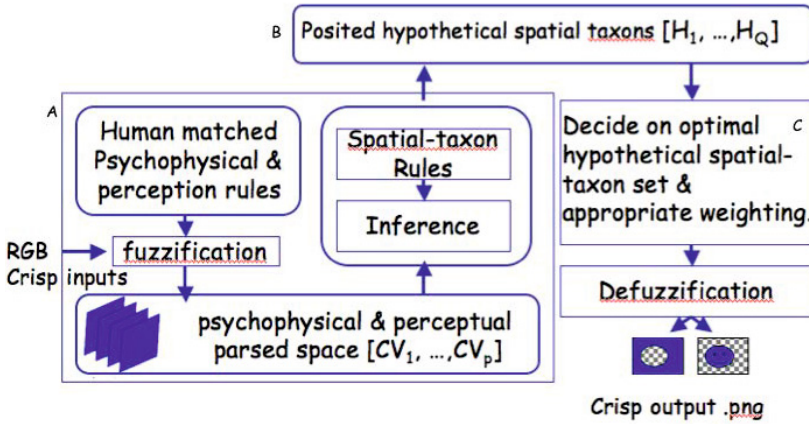 B
Posited hypothetical spatial taxons [H1, ...,HQ]
A
Human matched
Psychophysical &
perception rules
RGB
Crisp inputs
fuzzification
psychophysical & perceptual
parsed space [CV1, ...,CVp]
Spatial-taxon
Rules
Inference
C
Decide on optimal
hypothetical spatial-
taxon set &
appropriate weighting.
Defuzzification
Crisp output .png